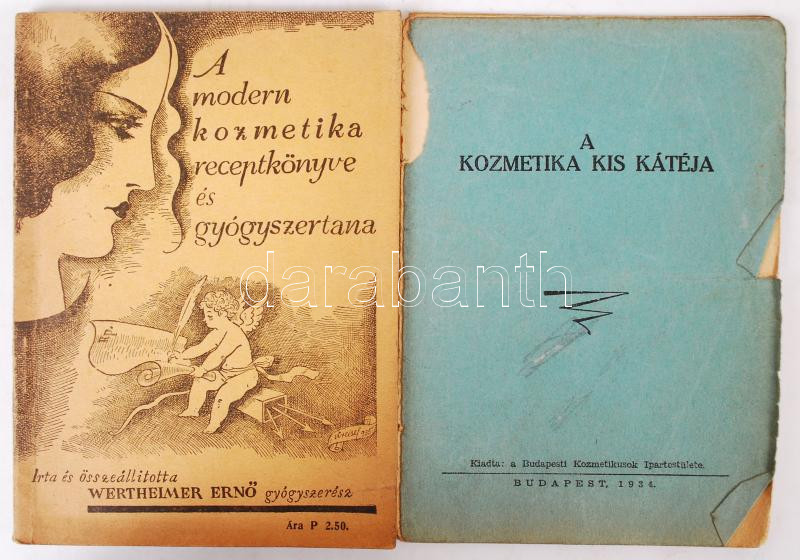 A
modern
kozmetika
receptkönyve
és
gyógyszertana
Rp.
Irta és összeállította
WERTHEIMER ERNŐ gyógyszerész
Ára P 2.50.
A
KOZMETIKA KIS KÁTÉJA
Kiadta: a Budapesti Kozmetikusok Ipartestülete.
BUDAPEST, 1934.
darabanth